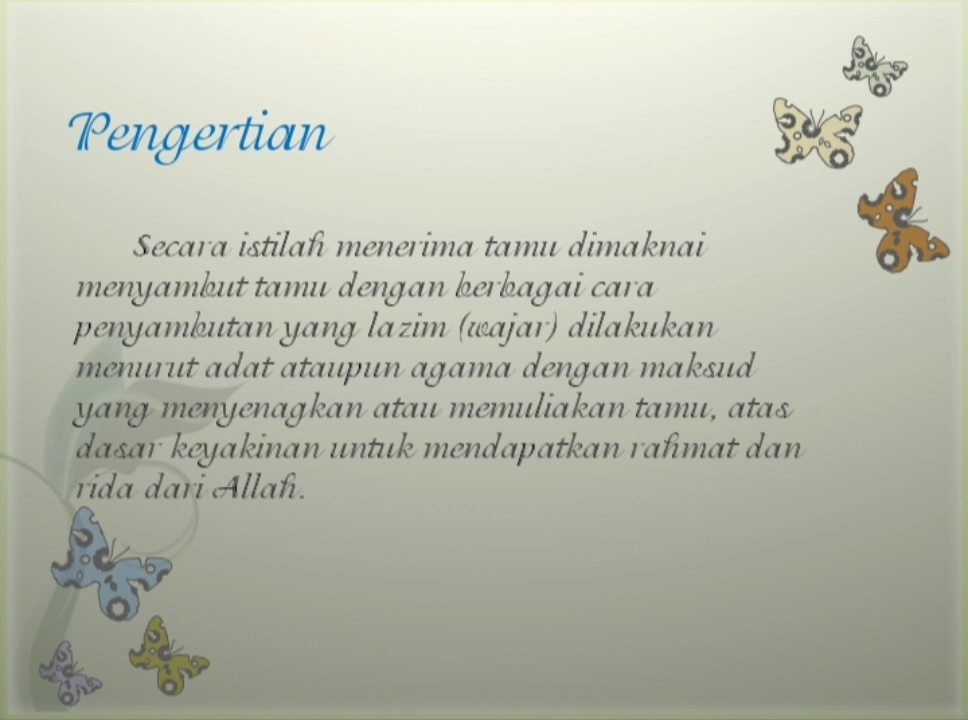 Pengertian
Secara istilah menerima tamu dimaknai
menyambut tamu dengan berbagai cara
penyambutan yang lazim (wajar) dilakukan
menurut adat ataupun agama dengan maksud
yang menyenagkan atau memuliakan tamu, atas
dasar keyakinan untuk mendapatkan rahmat dan
rida dari Allah.